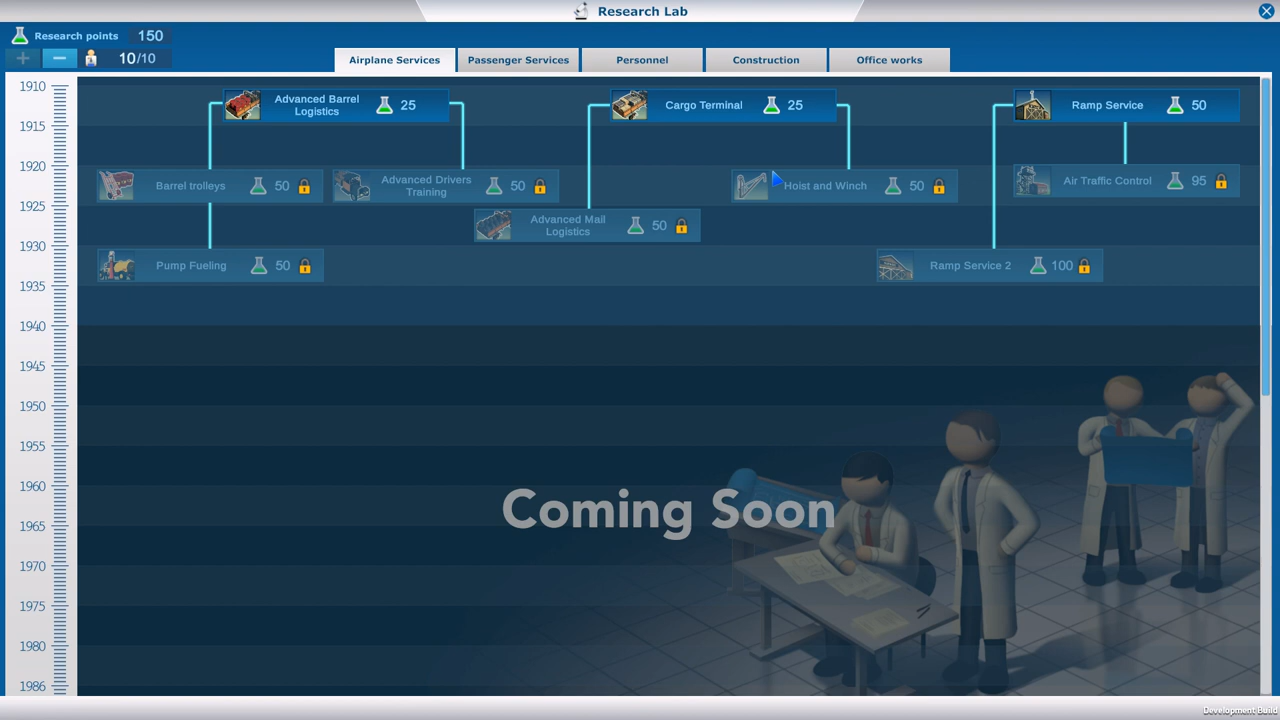 Research Lab
Research points 150
10/10
Airplane Services
Passenger Services
Personnel
Construction
Office works
1910
1915
1920
1925
1930
1935
1940
1945
1950
1955
1960
1965
1970
1975
1980
1986
Advanced Barrel
Logistics
25
Cargo Terminal 25
Ramp Service 50
Barrel trolleys 50
Advanced Drivers
Training
50
Hoist and Winch 50
Air Traffic Control 95
Advanced Mail
Logistics
50
Pump Fueling 50
Ramp Service 2 100
Coming Soon
Development Build